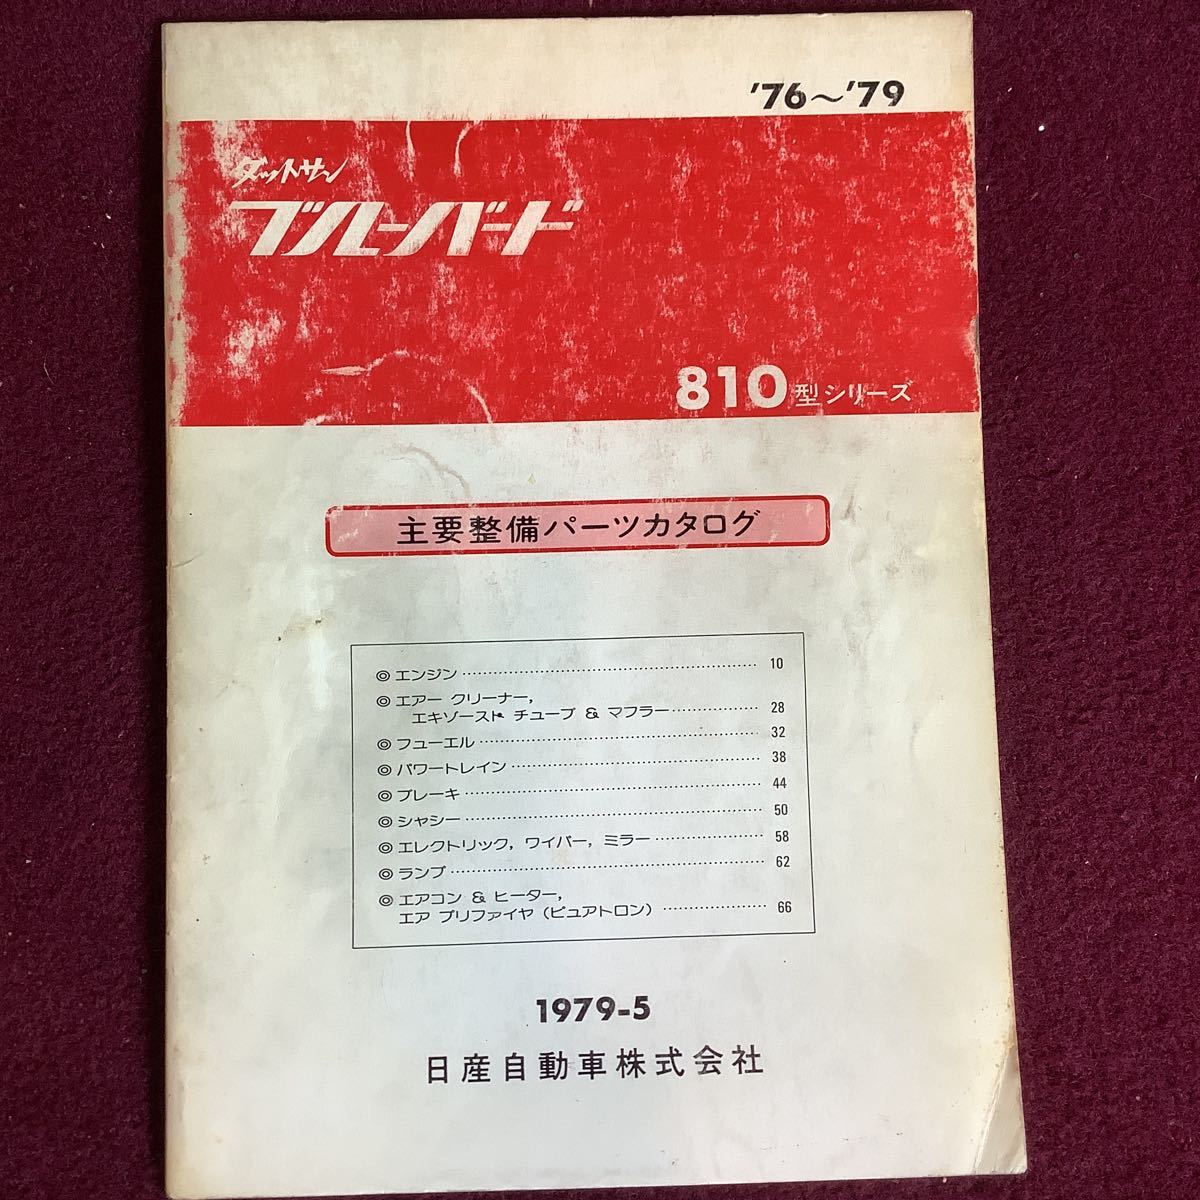 '76〜'79
ダットサン
ブルーバード
810型シリーズ
主要整備パーツカタログ
◎ エンジン 10
◎ エアー クリーナー,
エキゾースト チューブ & マフラー 28
◎ フューエル 32
◎ パワートレイン 38
◎ ブレーキ 44
◎ シャシー 50
◎ エレクトリック, ワイパー, ミラー 58
◎ ランプ 62
◎ エアコン & ヒーター,
エア プリファイヤ (ピュアトロン) 66
1979-5
日産自動車株式会社